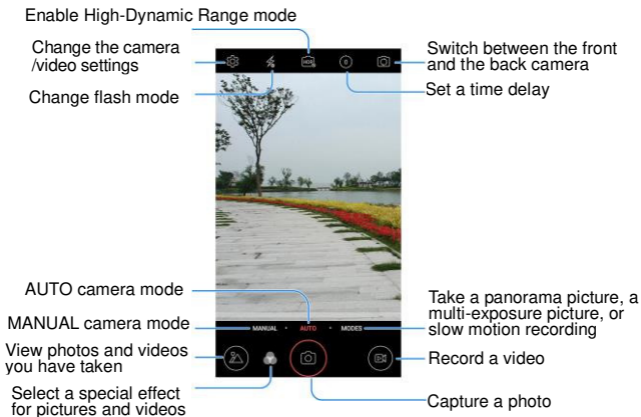 Enable High-Dynamic Range mode
Change the camera
/video settings
Change flash mode
Switch between the front
and the back camera
Set a time delay
HDR
AUTO camera mode
MANUAL camera mode
View photos and videos
you have taken
Select a special effect
for pictures and videos
MANUAL
AUTO
MODES
Take a panorama picture, a
multi-exposure picture, or
slow motion recording
Record a video
Capture a photo